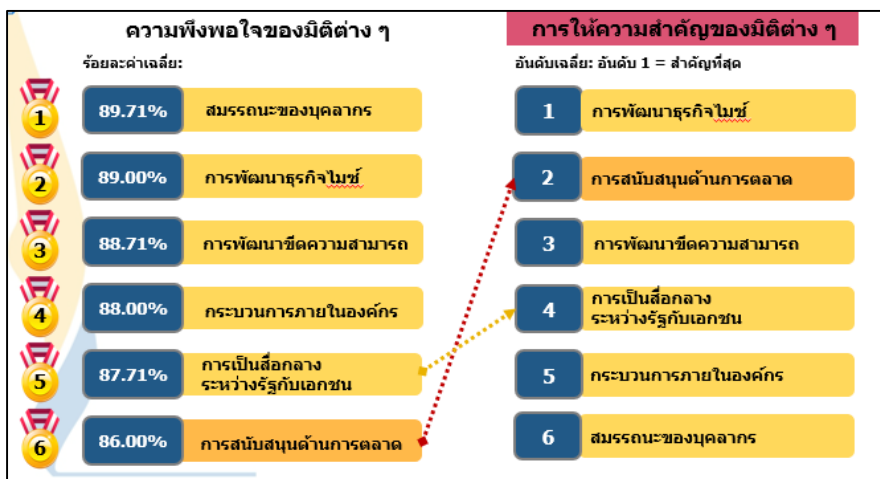 ความพึงพอใจของมิติต่าง ๆ
ร้อยละค่าเฉลี่ย:
1 89.71% สมรรถนะของบุคลากร
2 89.00% การพัฒนาธุรกิจไมซ์
3 88.71% การพัฒนาขีดความสามารถ
4 88.00% กระบวนการภายในองค์กร
5 87.71% การเป็นสื่อกลาง
ระหว่างรัฐกับเอกชน
6 86.00% การสนับสนุนด้านการตลาด
การให้ความสำคัญของมิติต่าง ๆ
อันดับเฉลี่ย: อันดับ 1 = สำคัญที่สุด
1 การพัฒนาธุรกิจไมซ์
2 การสนับสนุนด้านการตลาด
3 การพัฒนาขีดความสามารถ
4 การเป็นสื่อกลาง
ระหว่างรัฐกับเอกชน
5 กระบวนการภายในองค์กร
6 สมรรถนะของบุคลากร